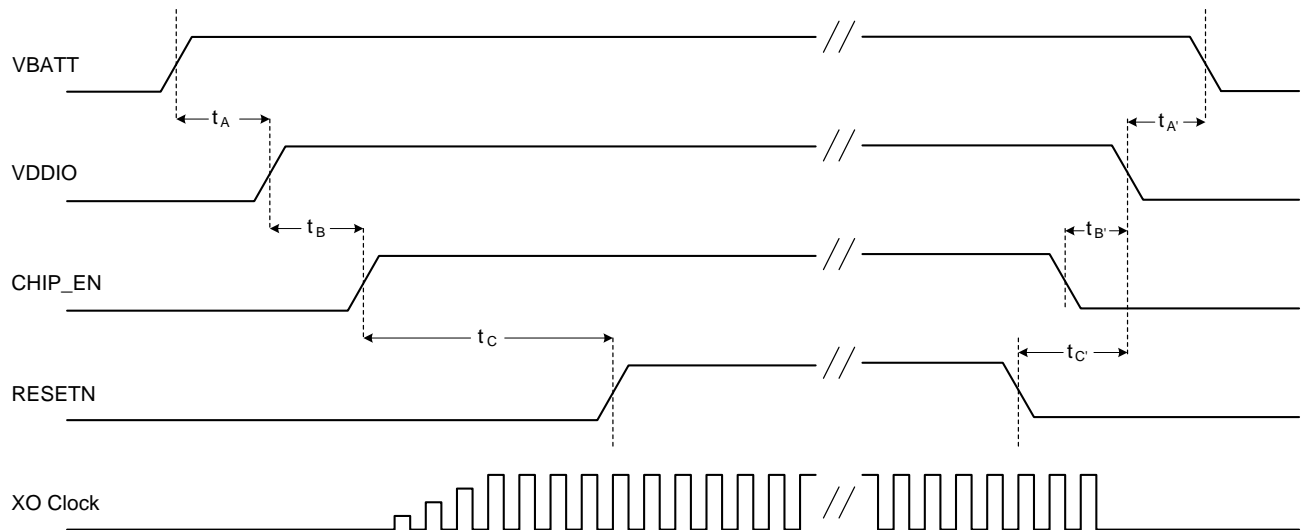 VBATT
tA
tA'
VDDIO
tB
tB'
CHIP_EN
tC
tC'
RESETN
XO Clock